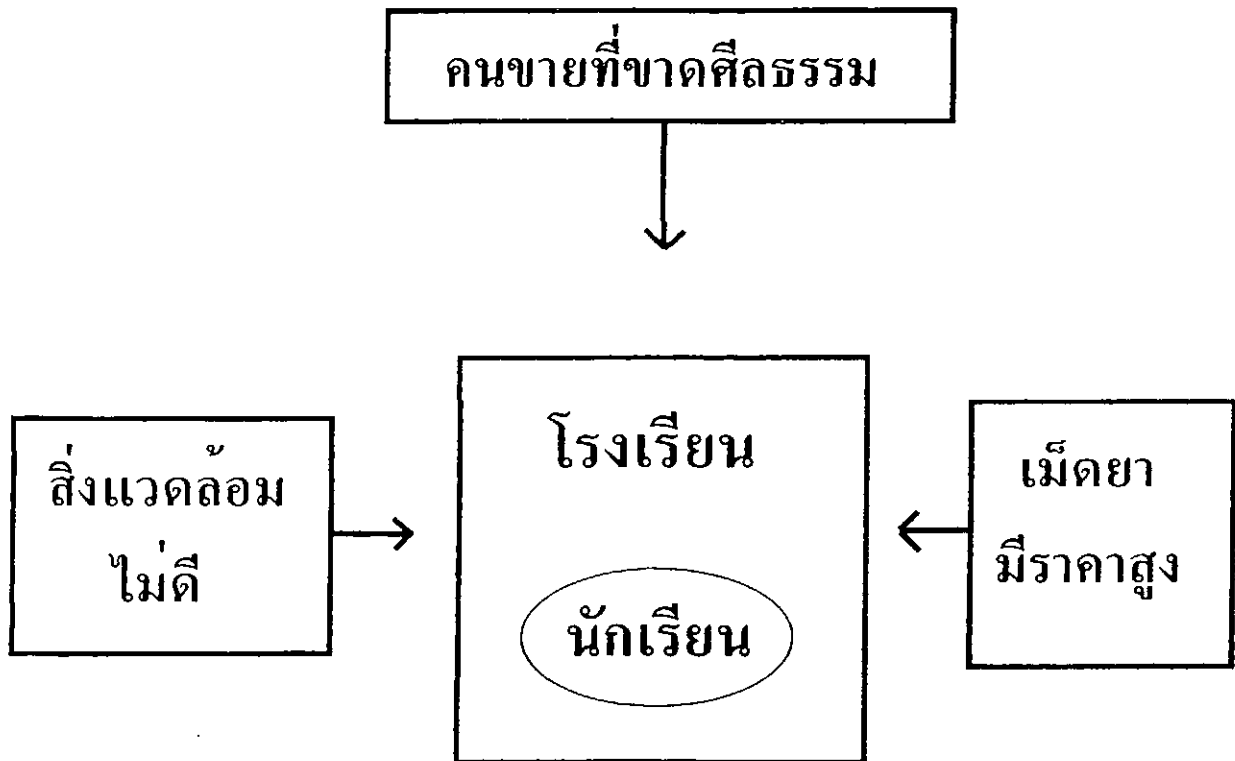 คนขายที่ขาดศีลธรรม
โรงเรียน
สิ่งแวดล้อม
ไม่ดี
เม็ดยา
มีราคาสูง
นักเรียน